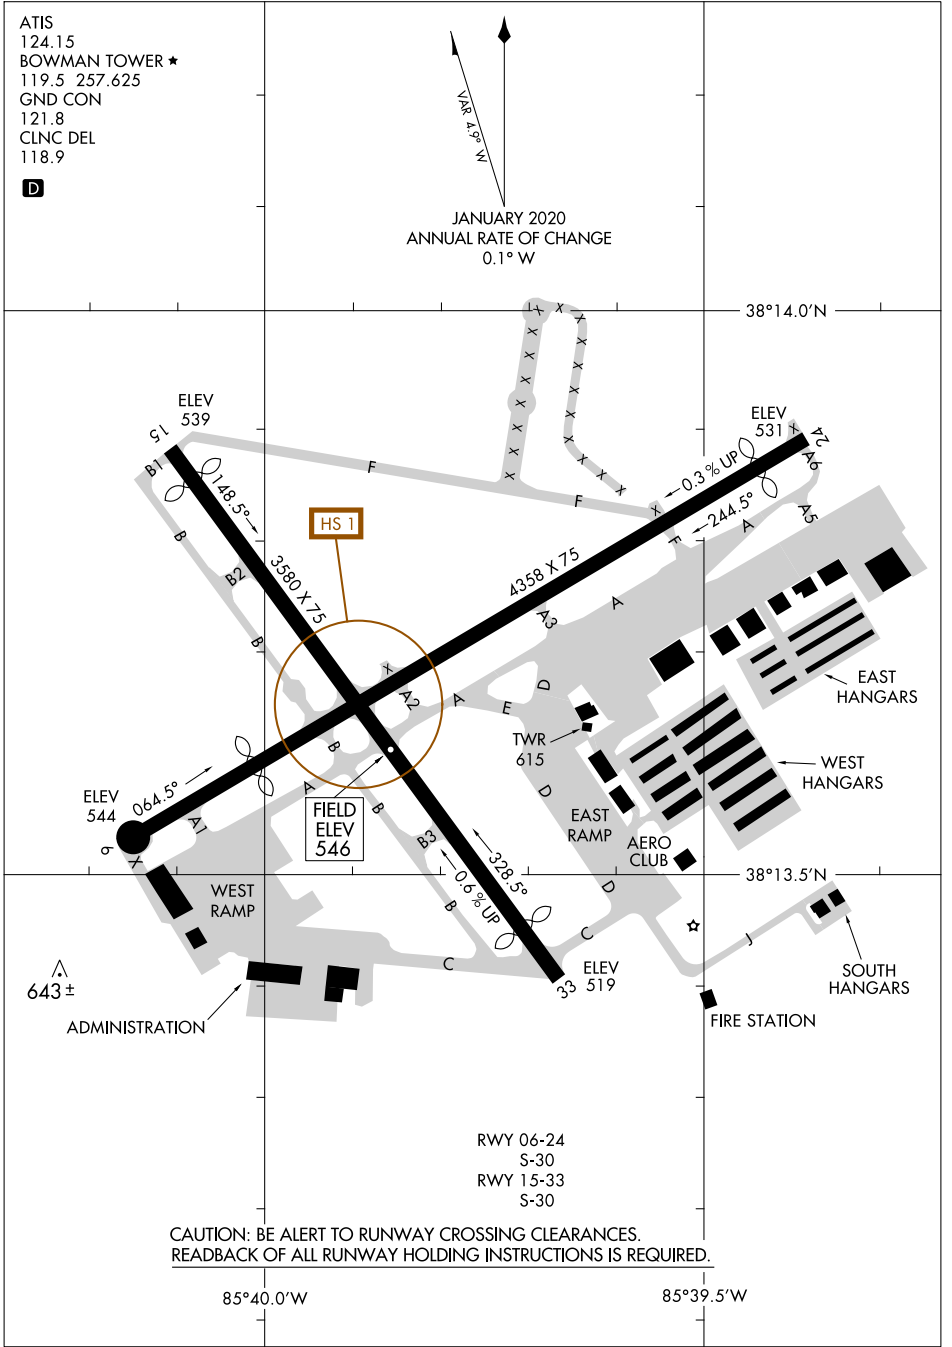 ATIS
124.15
BOWMAN TOWER ★
119.5 257.625
GND CON
121.8
CLNC DEL
118.9
D
VAR 4.9° W
JANUARY 2020
ANNUAL RATE OF CHANGE
0.1° W
38°14.0'N
X X X X X X X X X X X X X X X X X X
ELEV
539
15
B1
148.5°
F
F
ELEV
531
X
24
A6
0.3 % UP
244.5°
X
F
A
A5
HS 1
B
B2
3580 X 75
4358 X 75
A3
A
B
X
A2
A
E
D
EAST
HANGARS
TWR
615
B
WEST
HANGARS
064.5°
ELEV
544
A
A1
6
X
FIELD
ELEV
546
B
B3
D
EAST
RAMP
AERO
CLUB
38°13.5'N
WEST
RAMP
328.5°
0.6 % UP
B
D
C
C
J
643 ±
ELEV
519
33
SOUTH
HANGARS
ADMINISTRATION
FIRE STATION
RWY 06-24
S-30
RWY 15-33
S-30
CAUTION: BE ALERT TO RUNWAY CROSSING CLEARANCES.
READBACK OF ALL RUNWAY HOLDING INSTRUCTIONS IS REQUIRED.
85°40.0'W
85°39.5'W